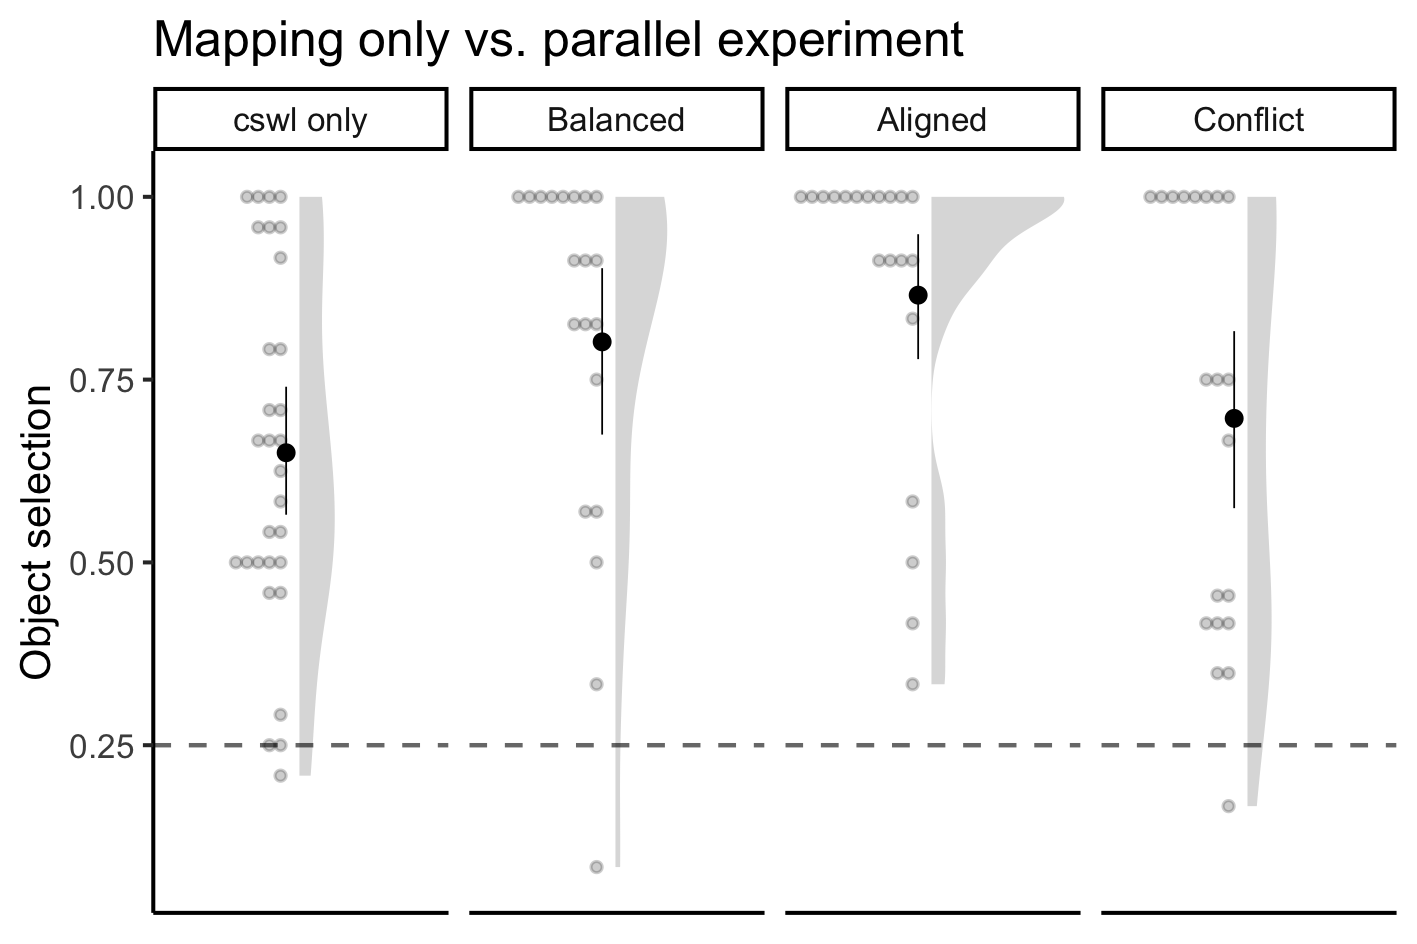 Mapping only vs. parallel experiment
cswl only
Balanced
Aligned
Conflict
Object selection
1.00
0.75
0.50
0.25